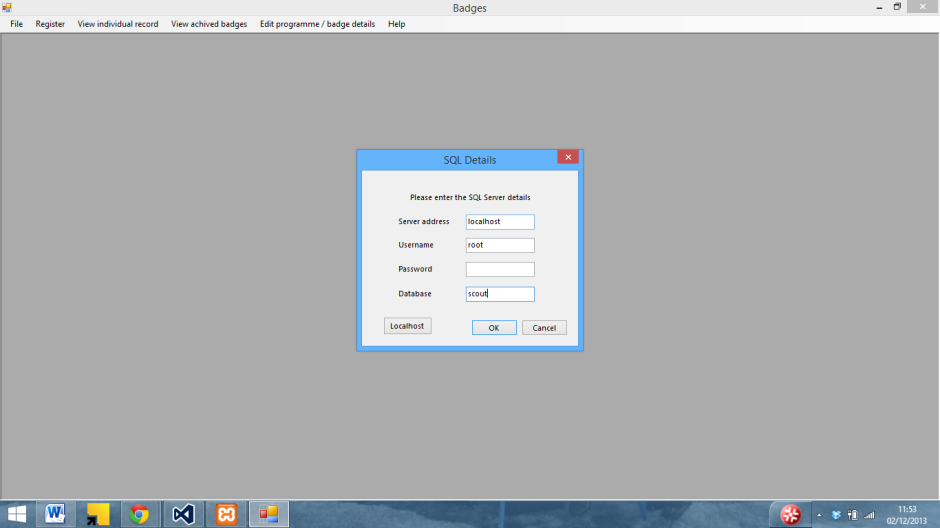 Badges
File Register View individual record View achived badges Edit programme / badge details Help
SQL Details
Please enter the SQL Server details
Server address localhost
Username root
Password
Database scout
Localhost OK Cancel
11:53
02/12/2013